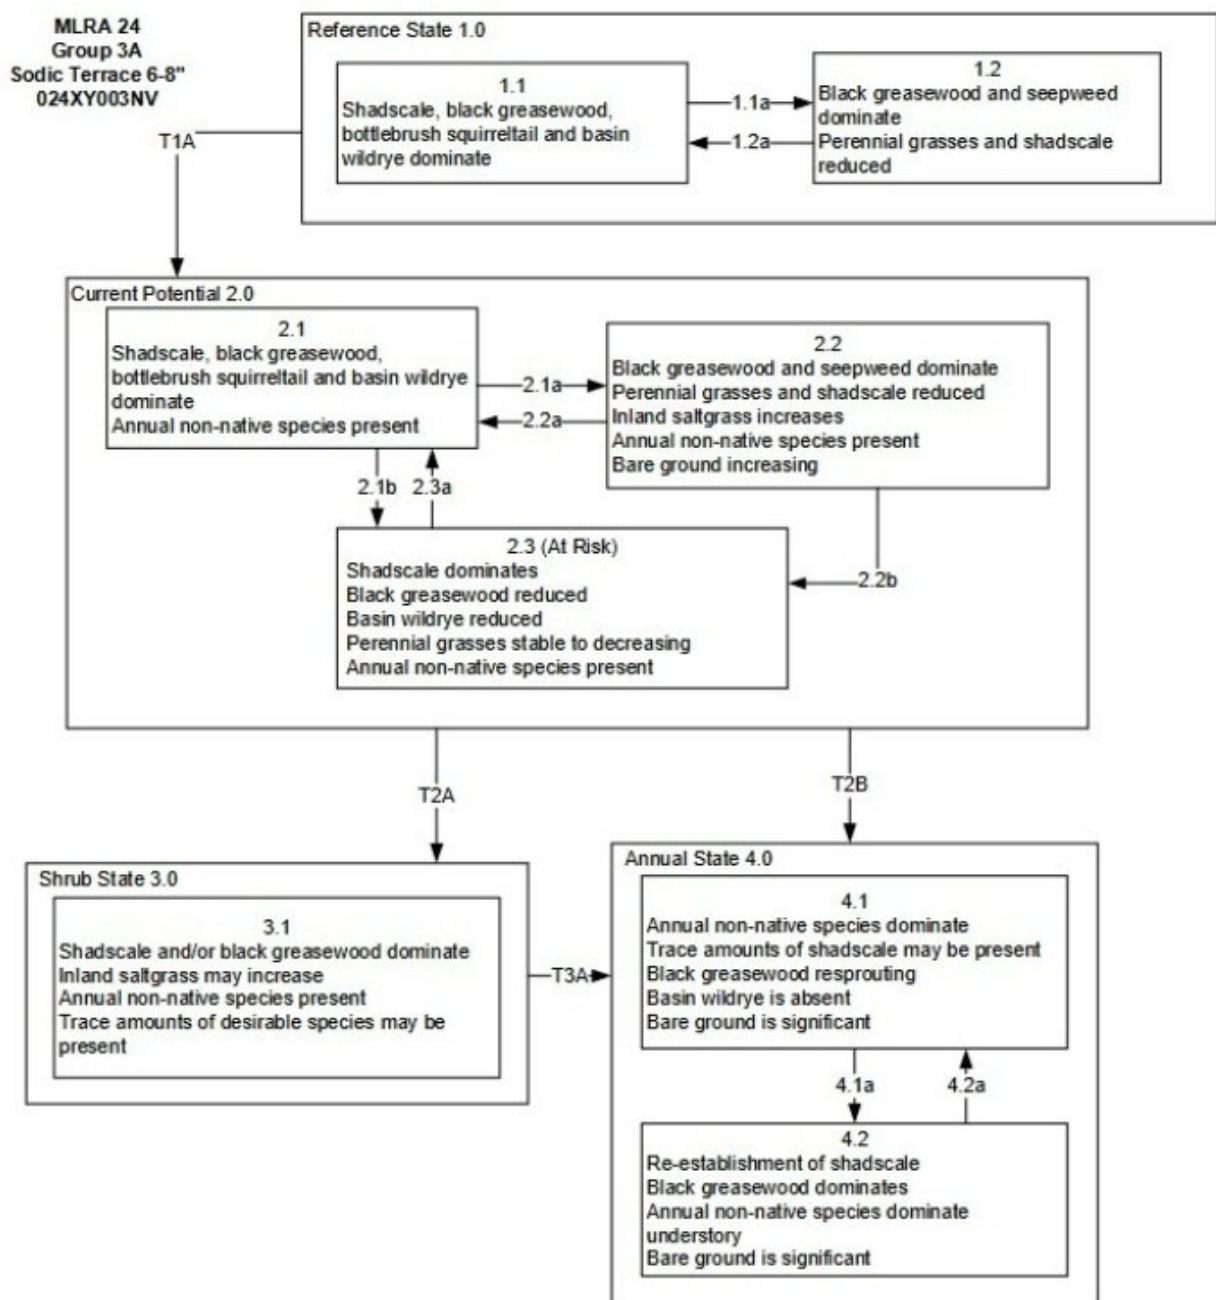 MLRA 24
Group 3A
Sodic Terrace 6-8"
024XY003NV
Reference State 1.0
1.1
Shadscale, black greasewood,
bottlebrush squirreltail and basin
wildrye dominate
1.1a
1.2a
1.2
Black greasewood and seepweed
dominate
Perennial grasses and shadscale
reduced
T1A
Current Potential 2.0
2.1
Shadscale, black greasewood,
bottlebrush squirreltail and basin wildrye
dominate
Annual non-native species present
2.1a
2.2a
2.2
Black greasewood and seepweed dominate
Perennial grasses and shadscale reduced
Inland saltgrass increases
Annual non-native species present
Bare ground increasing
2.1b
2.3a
2.2b
2.3 (At Risk)
Shadscale dominates
Black greasewood reduced
Basin wildrye reduced
Perennial grasses stable to decreasing
Annual non-native species present
T2A
T2B
Shrub State 3.0
3.1
Shadscale and/or black greasewood dominate
Inland saltgrass may increase
Annual non-native species present
Trace amounts of desirable species may be
present
T3A
Annual State 4.0
4.1
Annual non-native species dominate
Trace amounts of shadscale may be present
Black greasewood resprouting
Basin wildrye is absent
Bare ground is significant
4.1a
4.2a
4.2
Re-establishment of shadscale
Black greasewood dominates
Annual non-native species dominate
understory
Bare ground is significant